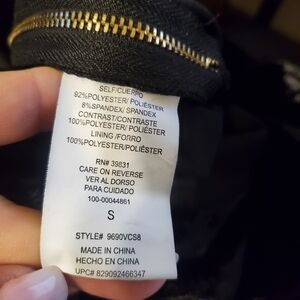 SELF/CUERPO
92%POLYESTER/ POLIÉSTER
8%SPANDEX/ SPANDEX
CONTRAST/CONTRASTE
100%POLYESTER/ POLIÉSTER
LINING /FORRO
100%POLYESTER/POLIÉSTER
RN# 39831
CARE ON REVERSE
VER AL DORSO
PARA CUIDADO
100-00044861
S
STYLE# 9690VCS8
MADE IN CHINA
HECHO EN CHINA
UPC# 829092466347